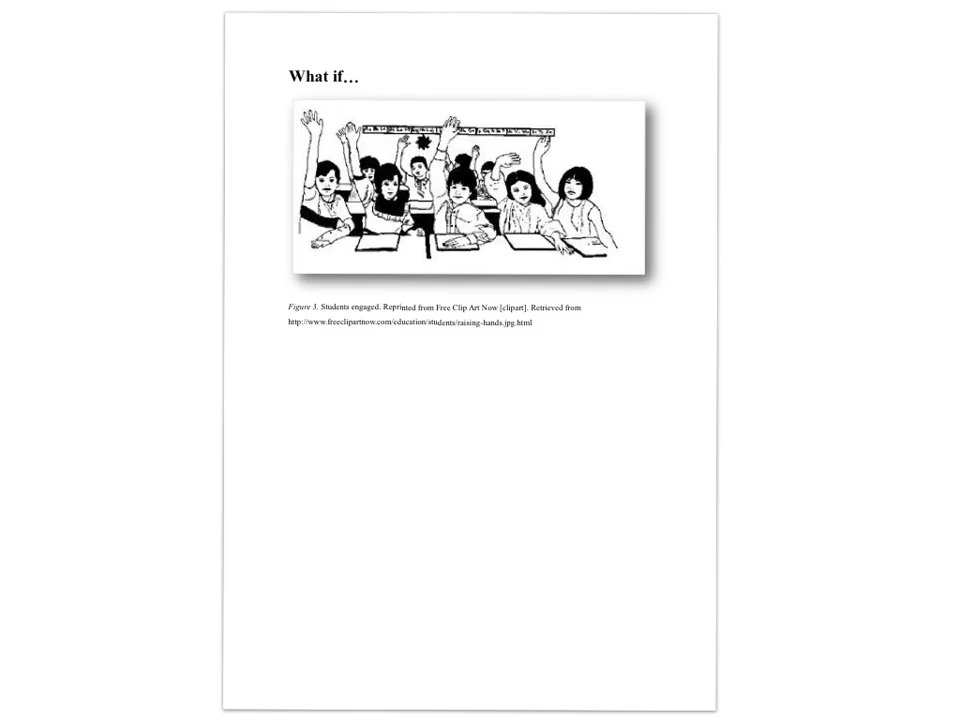 What if…
Figure 3. Students engaged. Reprinted from Free Clip Art Now [clipart]. Retrieved from
http://www.freeclipartnow.com/education/students/raising-hands.jpg.html